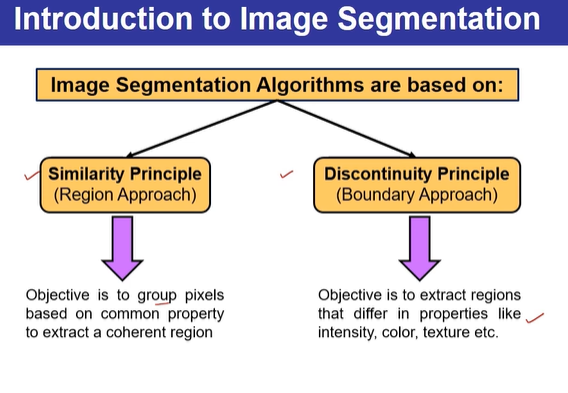 Introduction to Image Segmentation
Image Segmentation Algorithms are based on:
Similarity Principle
(Region Approach)
Discontinuity Principle
(Boundary Approach)
Objective is to group pixels
based on common property
to extract a coherent region
Objective is to extract regions
that differ in properties like
intensity, color, texture etc.